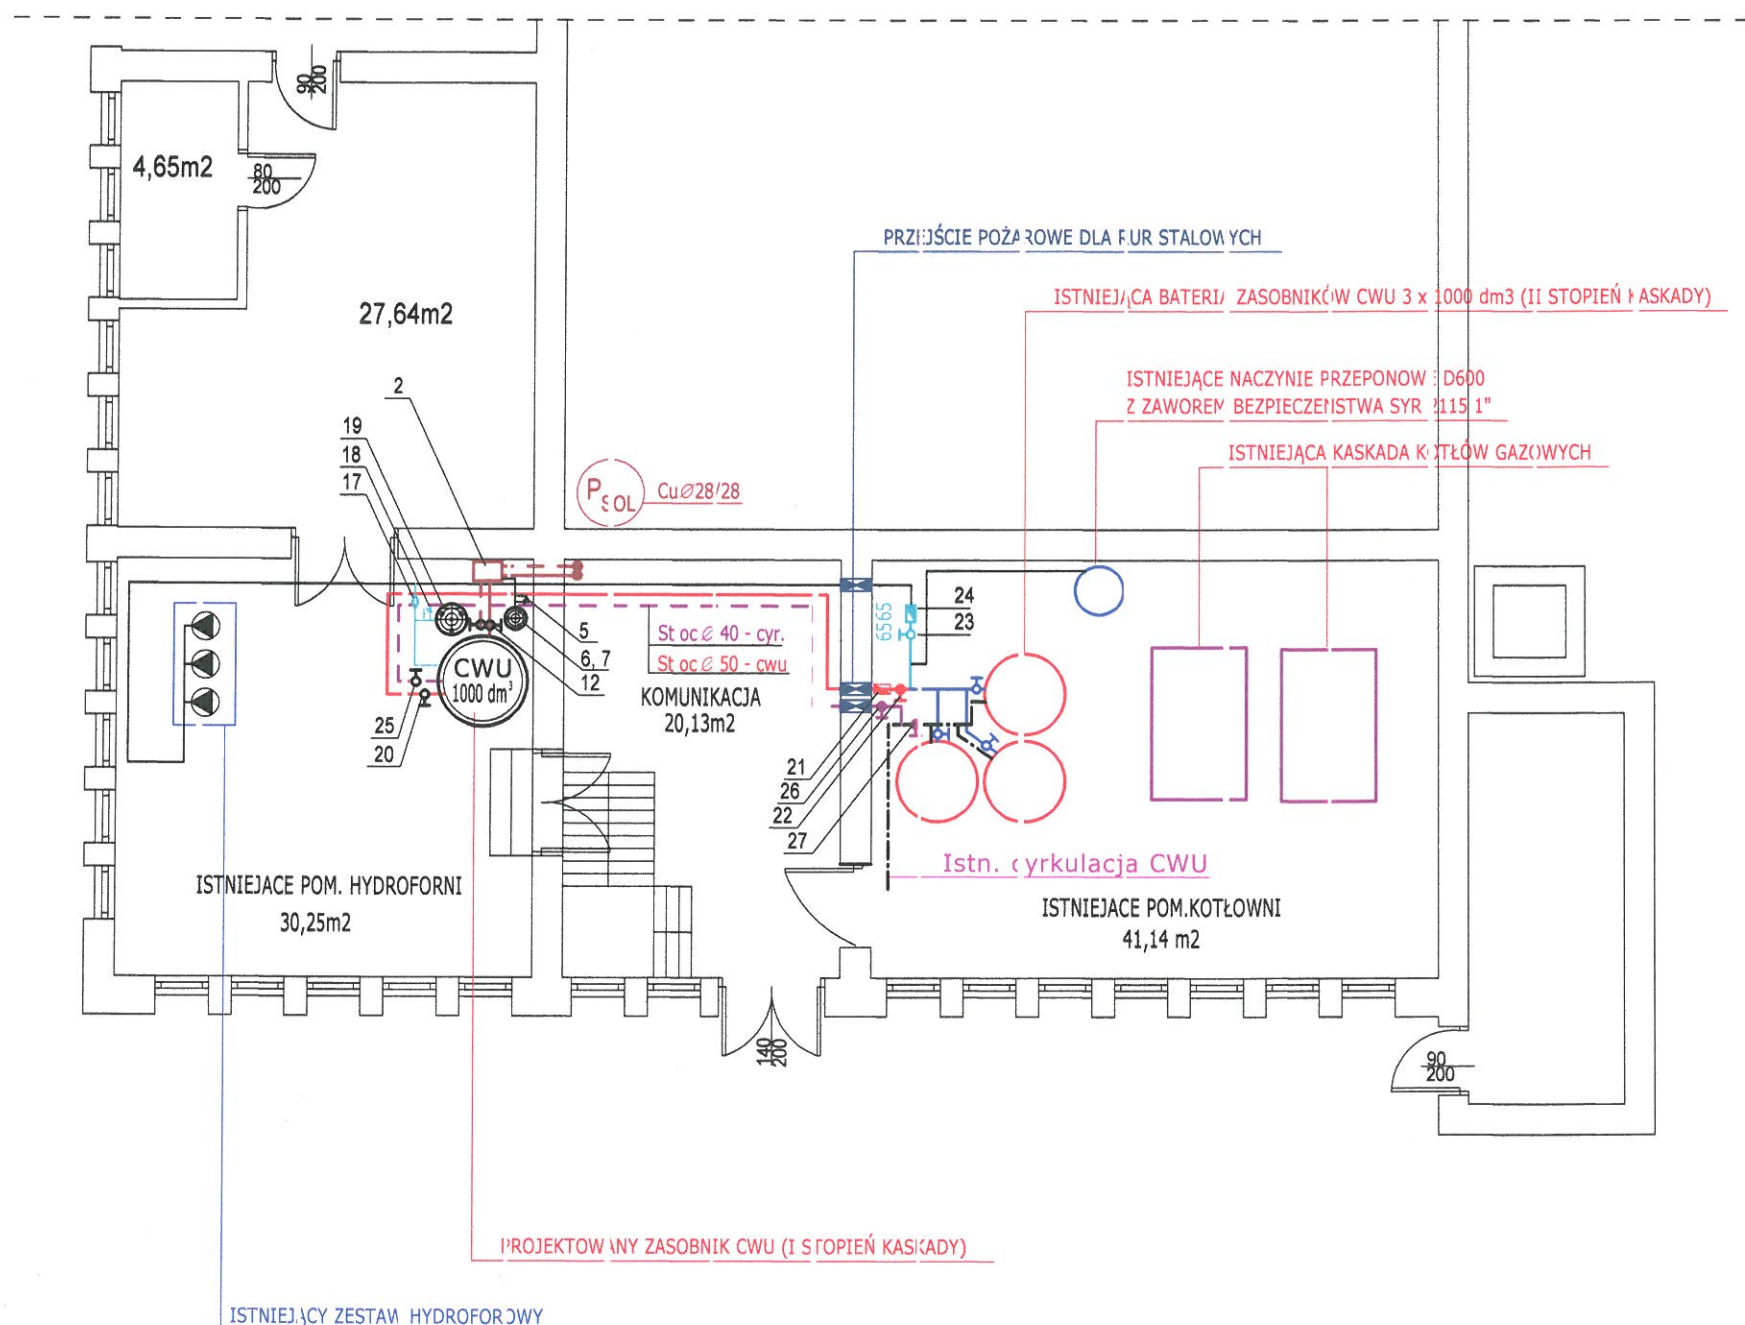 90
200
4,65m2
80
200
27,64m2
PRZEJŚCIE POŻAROWE DLA RUR STALOWYCH
ISTNIEJĄCA BATERIA ZASOBNIKÓW CWU 3 x 1000 dm3 (II STOPIEŃ KASKADY)
ISTNIEJĄCE NACZYNIE PRZEPONOWE D600
Z ZAWOREM BEZPIECZEŃSTWA SYR 2115 1"
ISTNIEJĄCA KASKADA KOTŁÓW GAZOWYCH
2
19
18
17
PSOL
Cu⌀28/28
5
6, 7
12
CWU
1000 dm³
25
20
St oc ⌀ 40 - cyr.
St oc ⌀ 50 - cwu
KOMUNIKACJA
20,13m2
6565
24
23
21
26
22
27
Istn. cyrkulacja CWU
ISTNIEJACE POM. HYDROFORNI
30,25m2
ISTNIEJACE POM.KOTŁOWNI
41,14 m2
140
200
90
200
PROJEKTOWANY ZASOBNIK CWU (I STOPIEŃ KASKADY)
ISTNIEJĄCY ZESTAW HYDROFOROWY